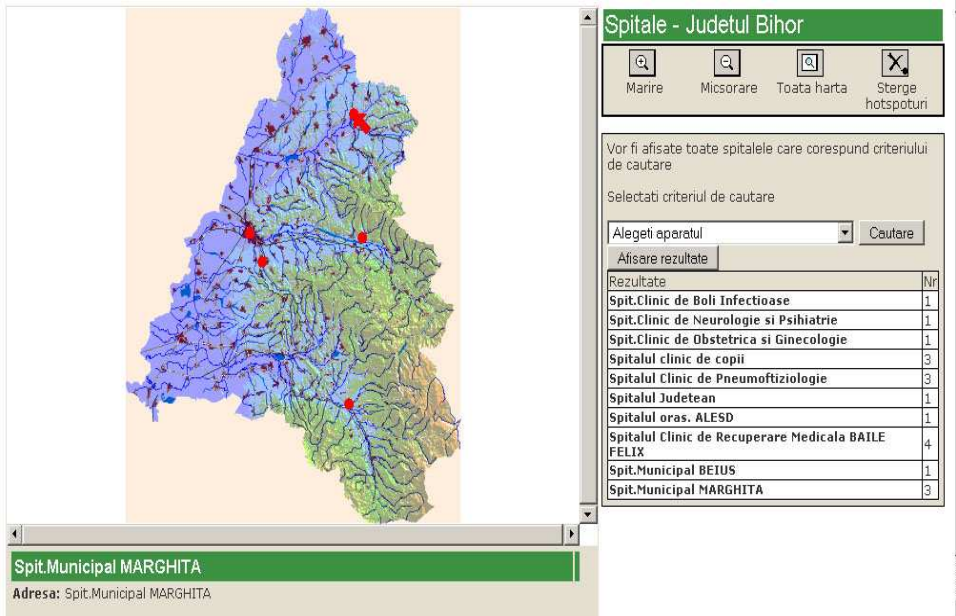 Spitale - Judetul Bihor
Marire
Micsorare
Toata harta
Sterge
hotspoturi
Vor fi afisate toate spitalele care corespund criteriului
de cautare
Selectati criteriul de cautare
Alegeti aparatul
Cautare
Afisare rezultate
Rezultate Nr
Spit.Clinic de Boli Infectioase 1
Spit.Clinic de Neurologie si Psihiatrie 1
Spit.Clinic de Obstetrica si Ginecologie 1
Spitalul clinic de copii 3
Spitalul Clinic de Pneumoftiziologie 3
Spitalul Judetean 1
Spitalul oras. ALESD 1
Spitalul Clinic de Recuperare Medicala BAILE
FELIX 4
Spit.Municipal BEIUS 1
Spit.Municipal MARGHITA 3
Spit.Municipal MARGHITA
Adresa: Spit.Municipal MARGHITA